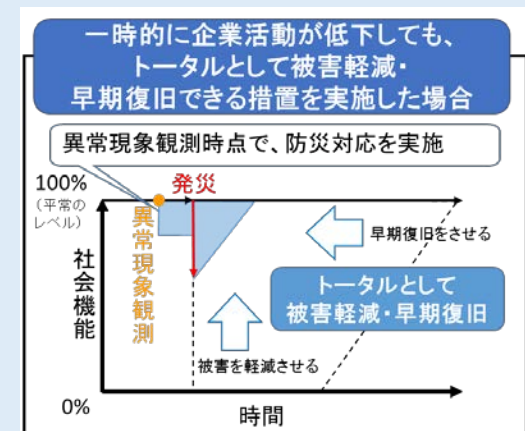 一時的に企業活動が低下しても、
トータルとして被害軽減・
早期復旧できる措置を実施した場合
異常現象観測時点で、防災対応を実施
100%
（平常の
レベル）
発災
異常現象観測
社会機能
早期復旧をさせる
トータルとして
被害軽減・早期復旧
被害を軽減させる
0%
時間